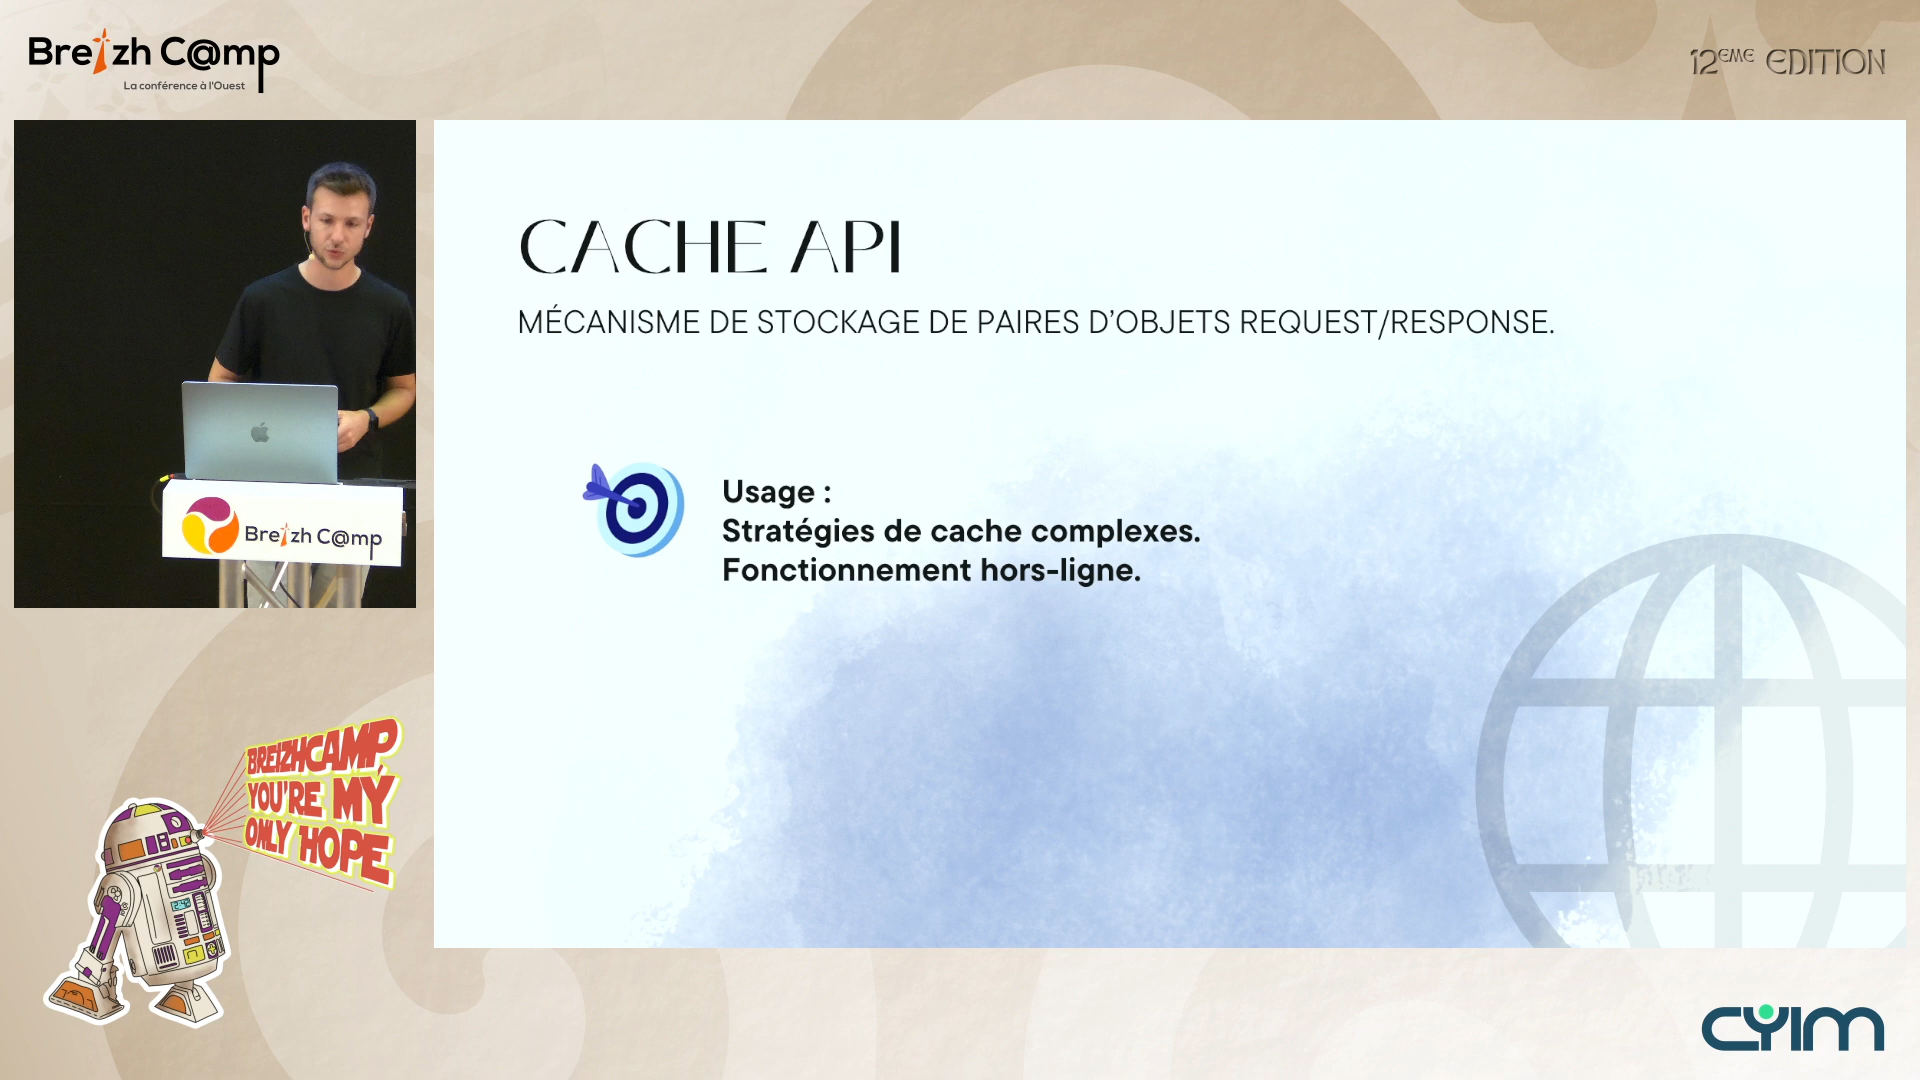 Breizh C@mp
La conférence à l'Ouest
12EME EDITION
CACHE API
MÉCANISME DE STOCKAGE DE PAIRES D'OBJETS REQUEST/RESPONSE.
Usage :
Stratégies de cache complexes.
Fonctionnement hors-ligne.
Breizh C@mp
BREIZHCAMP,
YOU'RE MY
ONLY HOPE
CYIM